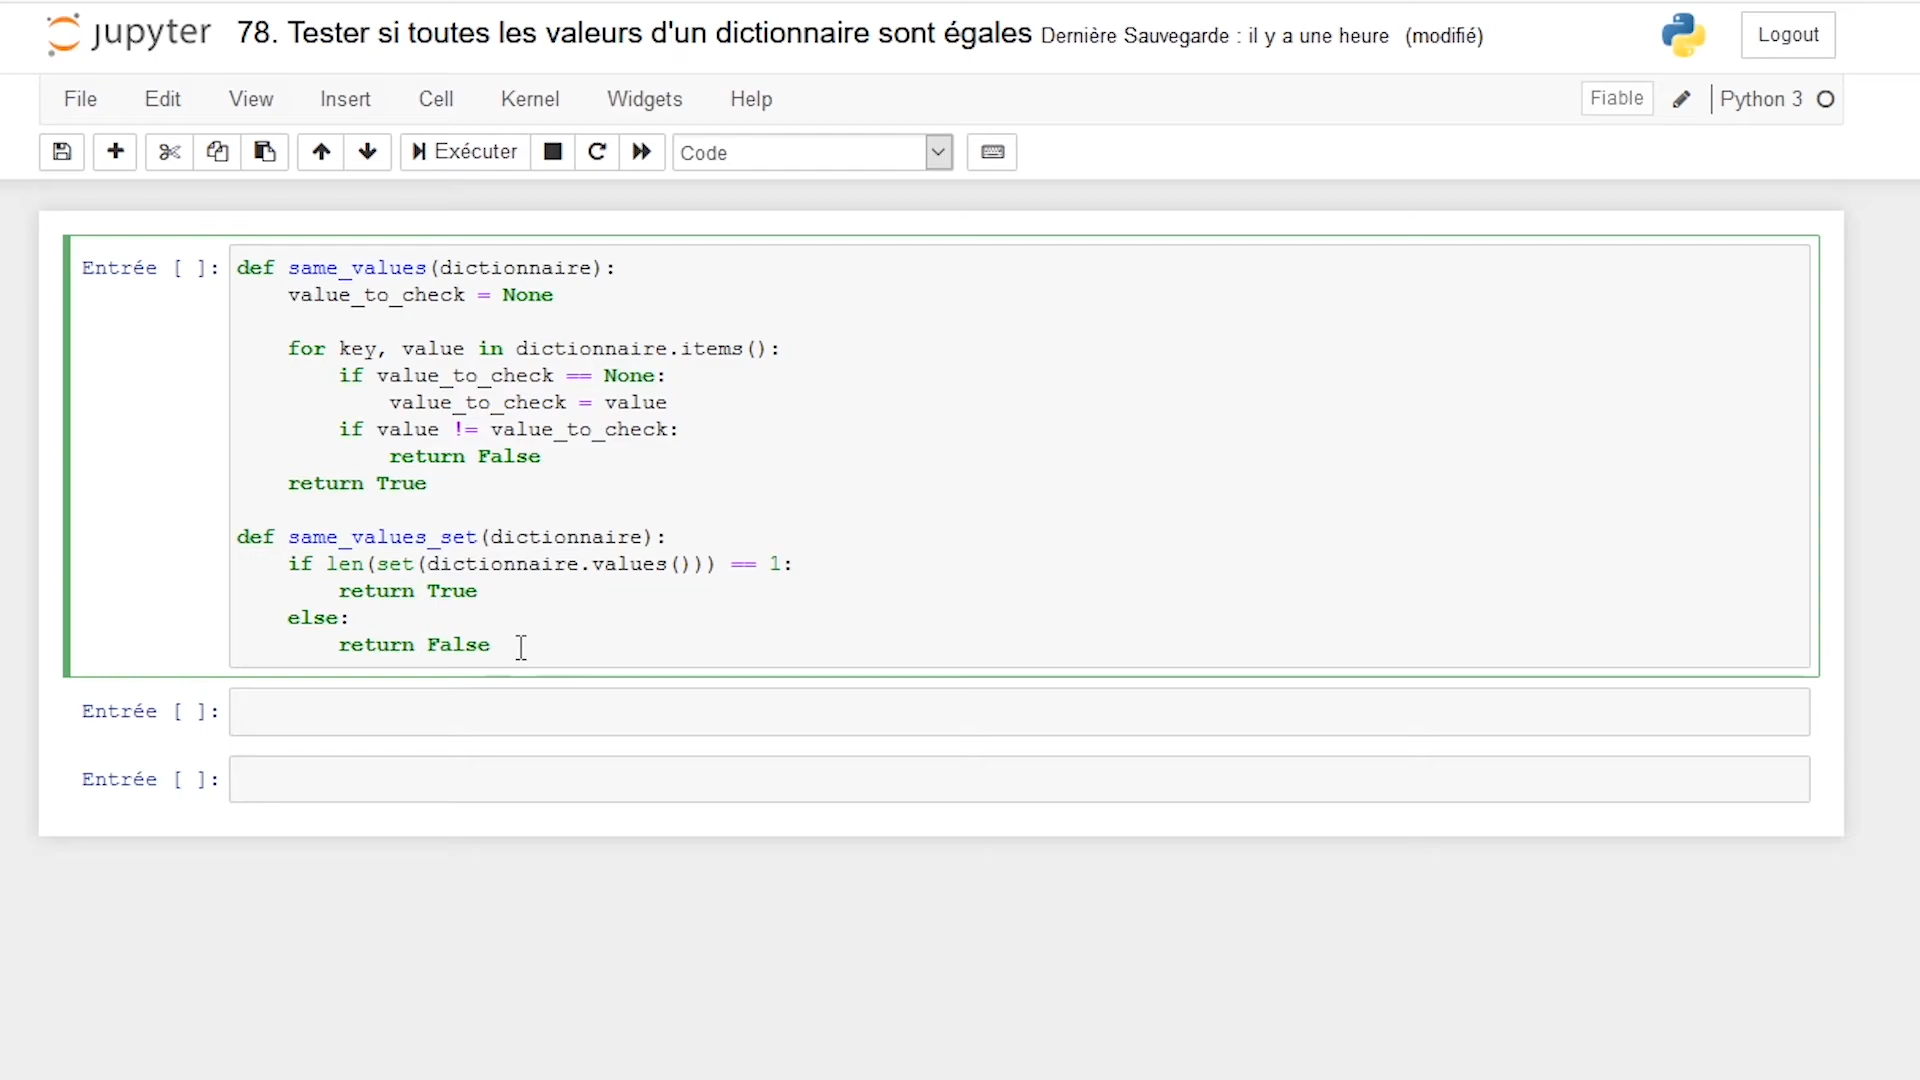 jupyter 78. Tester si toutes les valeurs d'un dictionnaire sont égales Dernière Sauvegarde : il y a une heure (modifié) Logout
File Edit View Insert Cell Kernel Widgets Help Fiable Python 3
Exécuter Code
Entrée [ ]: def same_values(dictionnaire):
    value_to_check = None

    for key, value in dictionnaire.items():
        if value_to_check == None:
            value_to_check = value
        if value != value_to_check:
            return False
    return True

def same_values_set(dictionnaire):
    if len(set(dictionnaire.values())) == 1:
        return True
    else:
        return False
Entrée [ ]:
Entrée [ ]: